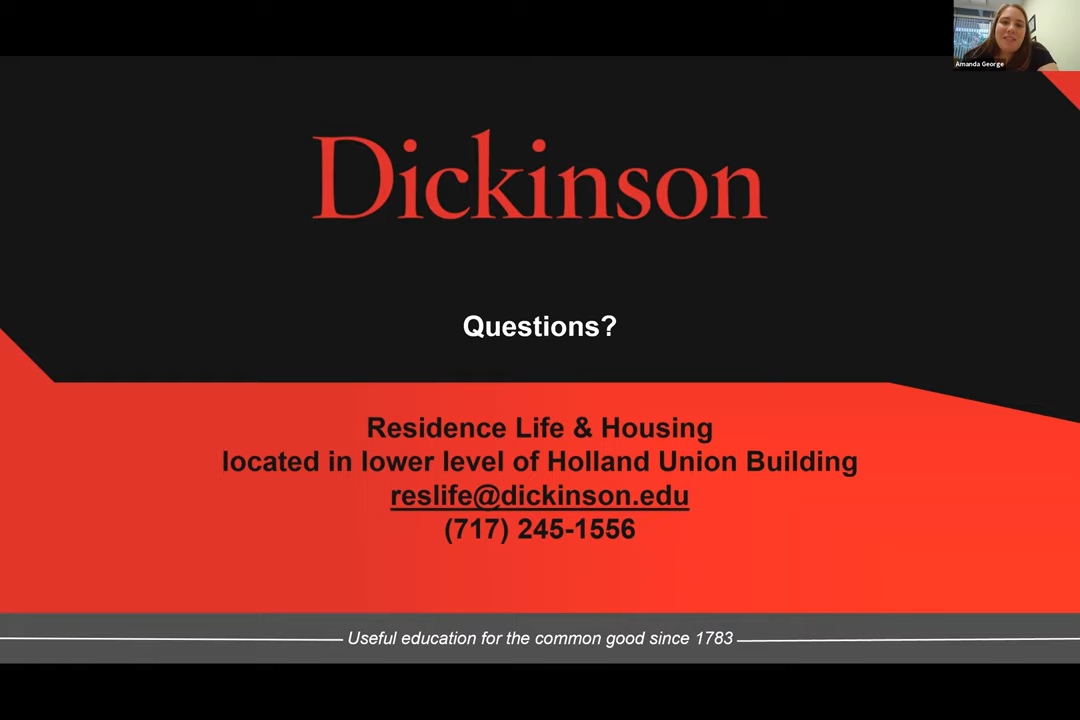 Amanda George
Dickinson
Questions?
Residence Life & Housing
located in lower level of Holland Union Building
reslife@dickinson.edu
(717) 245-1556
Useful education for the common good since 1783